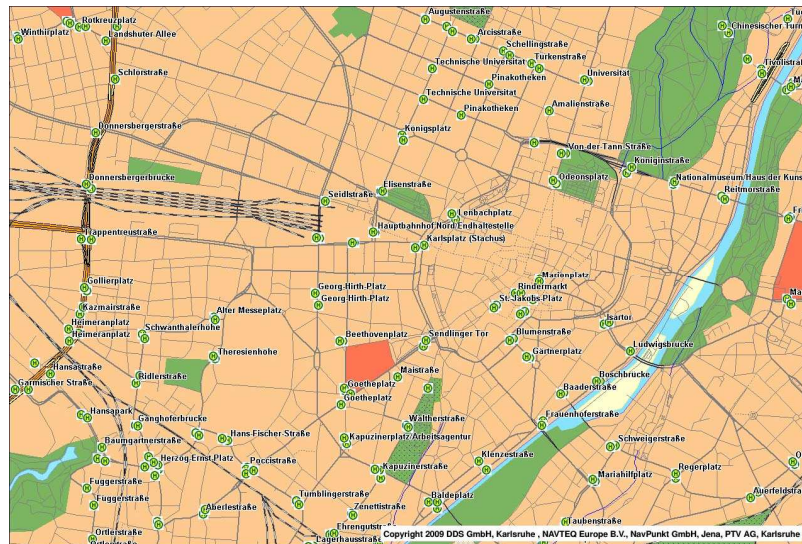 Augustenstraße
Rotkreuzplatz
Winthirplatz
Landshuter Allee
Arcisstraße
Chinesischer Turm
Schellingstraße
Technische Universität
Türkenstraße
Schlörstraße
Pinakotheken
Universität
Technische Universität
Amalienstraße
Pinakotheken
Donnersbergerstraße
Königsplatz
Von-der-Tann-Straße
Königinstraße
Donnersbergerbrücke
Elisenstraße
Odeonsplatz
Nationalmuseum/Haus der Kuns
Reitmorstraße
Seidlstraße
Lenbachplatz
Hauptbahnhof Nord/Endhaltestelle
Trappentreustraße
Karlsplatz (Stachus)
Marienplatz
Gollierplatz
Georg-Hirth-Platz
Rindermarkt
Georg-Hirth-Platz
St.-Jakobs-Platz
Kazmairstraße
Alter Messeplatz
Isartor
Heimeranplatz
Schwanthalerhöhe
Heimeranplatz
Beethovenplatz
Sendlinger Tor
Blumenstraße
Ludwigsbrücke
Theresienhöhe
Gärtnerplatz
Hansastraße
Ridlerstraße
Maistraße
Boschbrücke
Garmischer Straße
Goetheplatz
Baaderstraße
Goetheplatz
Hansapark
Ganghoferbrücke
Waltherstraße
Fraunhoferstraße
Hans-Fischer-Straße
Kapuzinerplatz/Arbeitsagentur
Baumgartnerstraße
Schweigerstraße
Klenzestraße
Herzog-Ernst-Platz
Poccistraße
Kapuzinerstraße
Mariahilfplatz
Regerplatz
Fuggerstraße
Fuggerstraße
Tumblingerstraße
Baldeplatz
Auerfeldstraße
Aberlestraße
Zenettistraße
Taubenstraße
Ehrengutstraße
Ortlerstraße
Lagerhausstraße
Ortlerstraße
Copyright 2009 DDS GmbH, Karlsruhe , NAVTEQ Europe B.V., NavPunkt GmbH, Jena, PTV AG, Karlsruhe